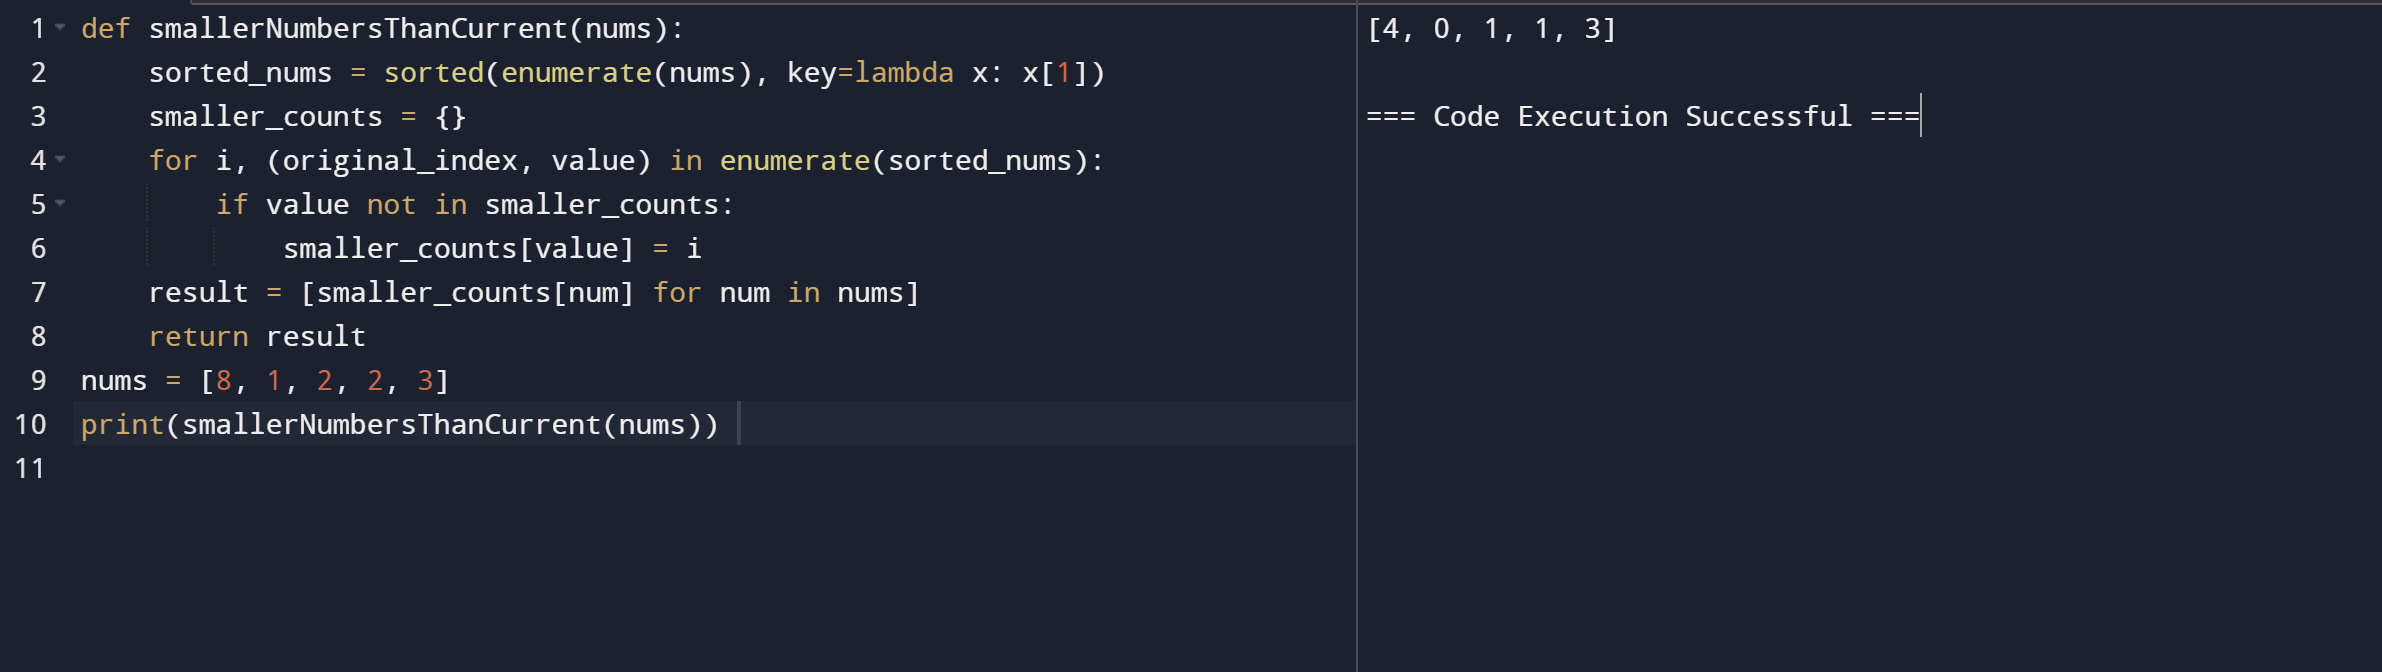 1 def smallerNumbersThanCurrent(nums):
2     sorted_nums = sorted(enumerate(nums), key=lambda x: x[1])
3     smaller_counts = {}
4     for i, (original_index, value) in enumerate(sorted_nums):
5         if value not in smaller_counts:
6             smaller_counts[value] = i
7     result = [smaller_counts[num] for num in nums]
8     return result
9 nums = [8, 1, 2, 2, 3]
10 print(smallerNumbersThanCurrent(nums))
11
[4, 0, 1, 1, 3]
=== Code Execution Successful ===